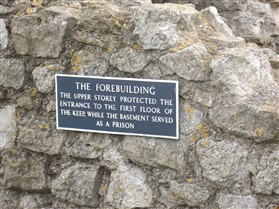 THE FOREBUILDING
THE UPPER STOREY PROTECTED THE
ENTRANCE TO THE FIRST FLOOR OF
THE KEEP, WHILE THE BASEMENT SERVED
AS A PRISON